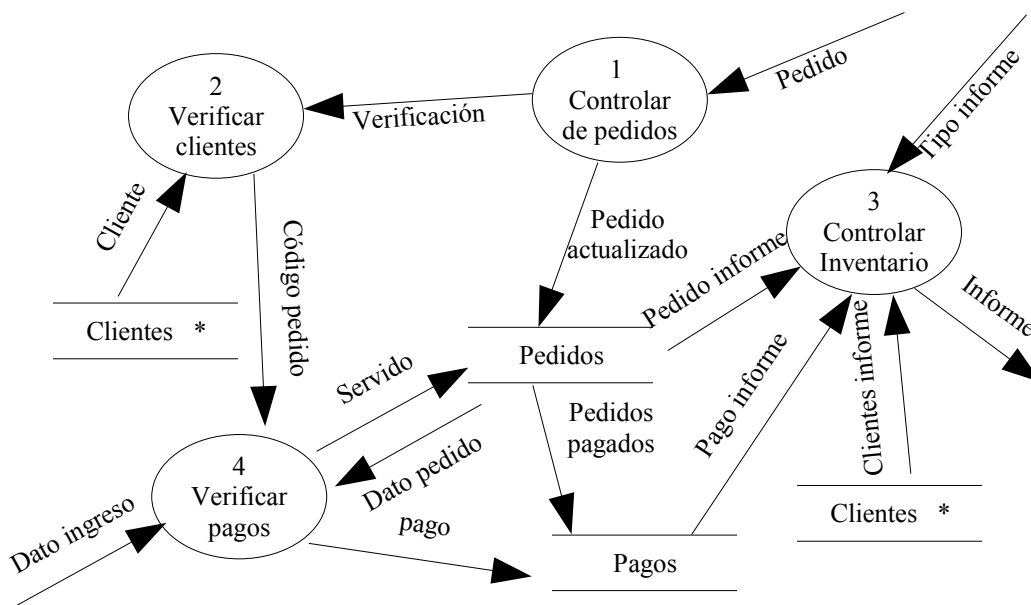 Pedido
Tipo informe
1
Controlar
de pedidos
2
Verificar
clientes
Verificación
3
Controlar
Inventario
Cliente
Código pedido
Pedido
actualizado
Pedido informe
Informe
Clientes *
Pedidos
Servido
Pedidos
pagados
Pago informe
Clientes informe
4
Verificar
pagos
Dato pedido
Dato ingreso
pago
Clientes *
Pagos